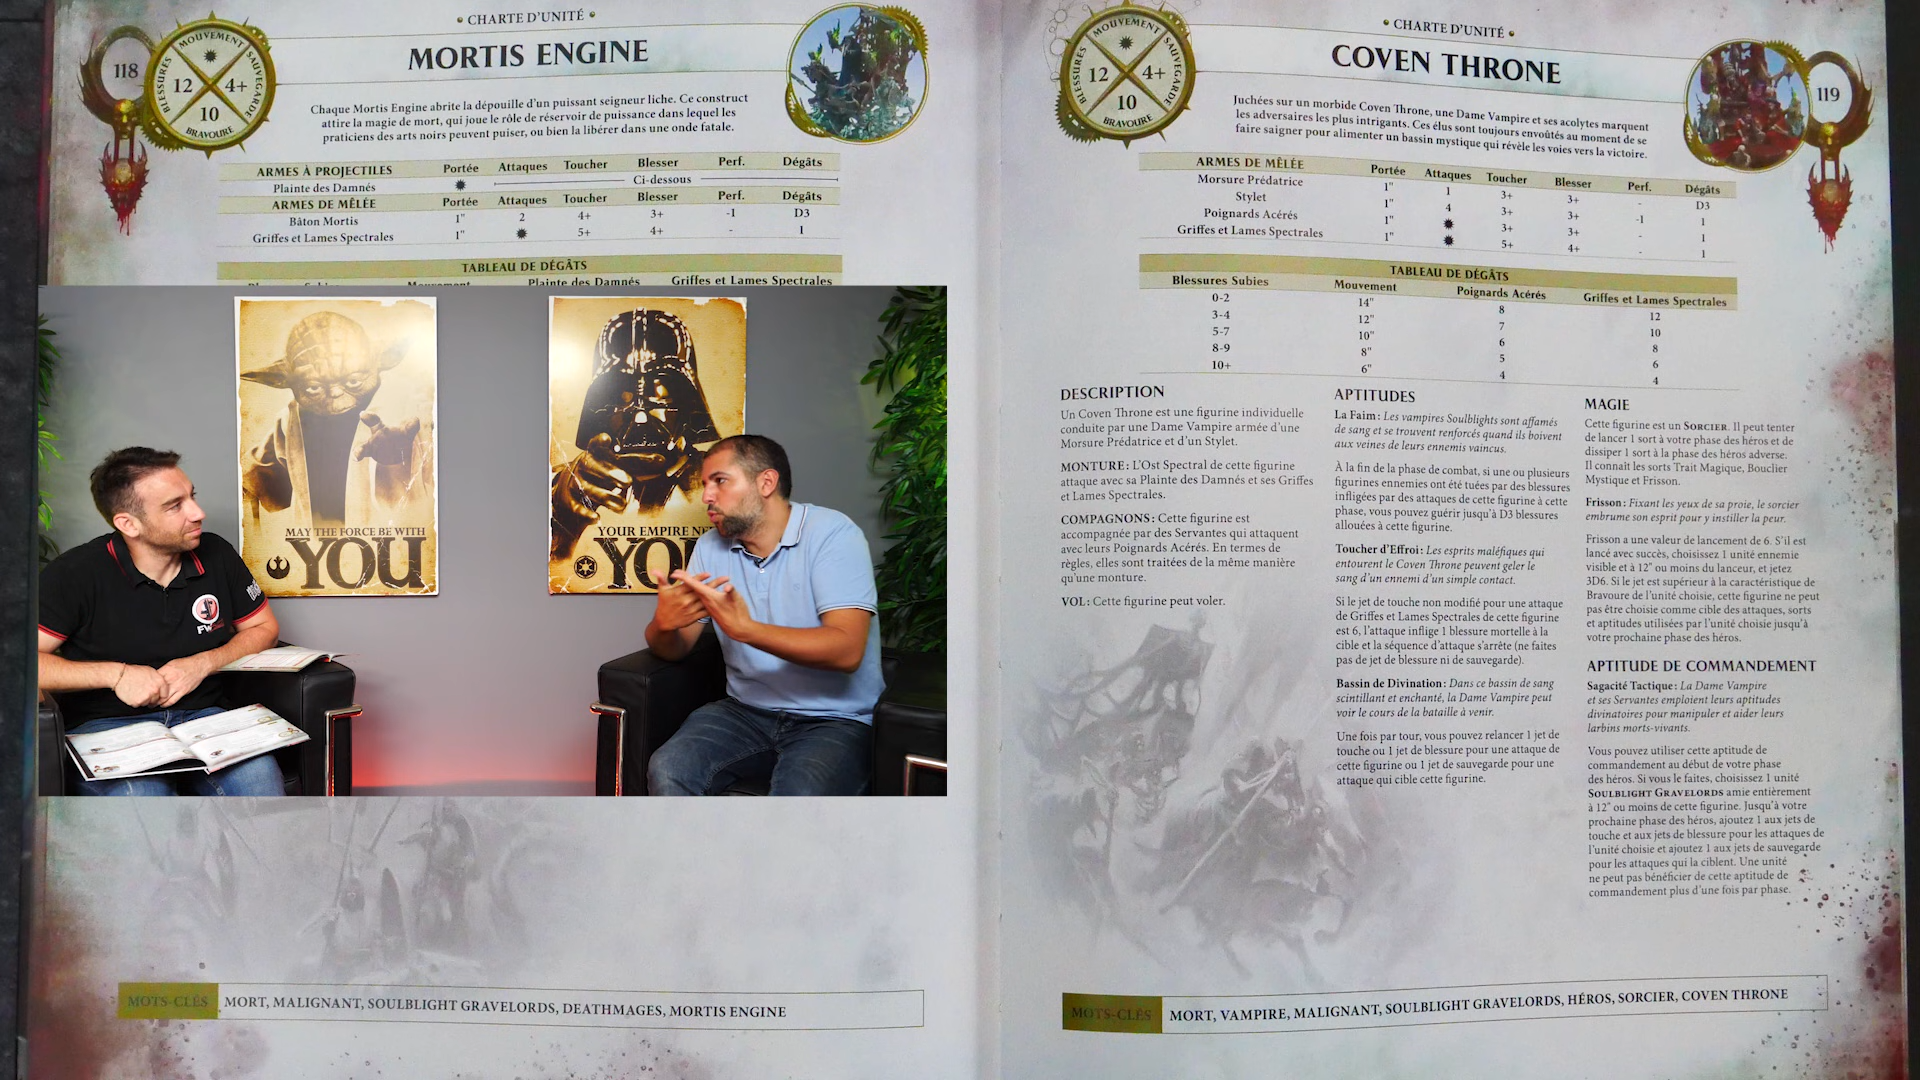 • CHARTE D'UNITÉ •
MORTIS ENGINE
118
MOUVEMENT
SAUVEGARDE
BRAVOURE
BLESSURES
12
4+
10
Chaque Mortis Engine abrite la dépouille d'un puissant seigneur liche. Ce construct
attire la magie de mort, qui joue le rôle de réservoir de puissance dans lequel les
praticiens des arts noirs peuvent puiser, ou bien la libérer dans une onde fatale.
ARMES À PROJECTILES Portée Attaques Toucher Blesser Perf. Dégâts
Plainte des Damnés Ci-dessous
ARMES DE MÊLÉE Portée Attaques Toucher Blesser Perf. Dégâts
Bâton Mortis 1" 2 4+ 3+ -1 D3
Griffes et Lames Spectrales 1" 5+ 4+ - 1
TABLEAU DE DÉGÂTS
Blessures Subies Mouvement Plainte des Damnés Griffes et Lames Spectrales
MAY THE FORCE BE WITH
YOU
YOUR EMPIRE NE
YO
MOTS-CLÉS MORT, MALIGNANT, SOULBLIGHT GRAVELORDS, DEATHMAGES, MORTIS ENGINE
• CHARTE D'UNITÉ •
COVEN THRONE
119
MOUVEMENT
SAUVEGARDE
BRAVOURE
BLESSURES
12
4+
10
Juchées sur un morbide Coven Throne, une Dame Vampire et ses acolytes marquent
les adversaires les plus intrigants. Ces élus sont toujours envoûtés au moment de se
faire saigner pour alimenter un bassin mystique qui révèle les voies vers la victoire.
ARMES DE MÊLÉE Portée Attaques Toucher Blesser Perf. Dégâts
Morsure Prédatrice 1" 1 3+ 3+ - D3
Stylet 1" 4 3+ 3+ -1 1
Poignards Acérés 1" 3+ 3+ - 1
Griffes et Lames Spectrales 1" 5+ 4+ - 1
TABLEAU DE DÉGÂTS
Blessures Subies Mouvement Poignards Acérés Griffes et Lames Spectrales
0-2 14" 8 12
3-4 12" 7 10
5-7 10" 6 8
8-9 8" 5 6
10+ 6" 4 4
DESCRIPTION
Un Coven Throne est une figurine individuelle
conduite par une Dame Vampire armée d'une
Morsure Prédatrice et d'un Stylet.
MONTURE : L'Ost Spectral de cette figurine
attaque avec sa Plainte des Damnés et ses Griffes
et Lames Spectrales.
COMPAGNONS : Cette figurine est
accompagnée par des Servantes qui attaquent
avec leurs Poignards Acérés. En termes de
règles, elles sont traitées de la même manière
qu'une monture.
VOL : Cette figurine peut voler.
APTITUDES
La Faim : Les vampires Soulblights sont affamés
de sang et se trouvent renforcés quand ils boivent
aux veines de leurs ennemis vaincus.
À la fin de la phase de combat, si une ou plusieurs
figurines ennemies ont été tuées par des blessures
infligées par des attaques de cette figurine à cette
phase, vous pouvez guérir jusqu'à D3 blessures
allouées à cette figurine.
Toucher d'Effroi : Les esprits maléfiques qui
entourent le Coven Throne peuvent geler le
sang d'un ennemi d'un simple contact.
Si le jet de touche non modifié pour une attaque
de Griffes et Lames Spectrales de cette figurine
est 6, l'attaque inflige 1 blessure mortelle à la
cible et la séquence d'attaque s'arrête (ne faites
pas de jet de blessure ni de sauvegarde).
Bassin de Divination : Dans ce bassin de sang
scintillant et enchanté, la Dame Vampire peut
voir le cours de la bataille à venir.
Une fois par tour, vous pouvez relancer 1 jet de
touche ou 1 jet de blessure pour une attaque de
cette figurine ou 1 jet de sauvegarde pour une
attaque qui cible cette figurine.
MAGIE
Cette figurine est un SORCIER. Il peut tenter
de lancer 1 sort à votre phase des héros et de
dissiper 1 sort à la phase des héros adverse.
Il connaît les sorts Trait Magique, Bouclier
Mystique et Frisson.
Frisson : Fixant les yeux de sa proie, le sorcier
embrume son esprit pour y instiller la peur.
Frisson a une valeur de lancement de 6. S'il est
lancé avec succès, choisissez 1 unité ennemie
visible et à 12" ou moins du lanceur, et jetez
3D6. Si le jet est supérieur à la caractéristique de
Bravoure de l'unité choisie, cette figurine ne peut
pas être choisie comme cible des attaques, sorts
et aptitudes utilisées par l'unité choisie jusqu'à
votre prochaine phase des héros.
APTITUDE DE COMMANDEMENT
Sagacité Tactique : La Dame Vampire
et ses Servantes emploient leurs aptitudes
divinatoires pour manipuler et aider leurs
larbins morts-vivants.
Vous pouvez utiliser cette aptitude de
commandement au début de votre phase
des héros. Si vous le faites, choisissez 1 unité
SOULBLIGHT GRAVELORDS amie entièrement
à 12" ou moins de cette figurine. Jusqu'à votre
prochaine phase des héros, ajoutez 1 aux jets de
touche et aux jets de blessure pour les attaques de
l'unité choisie et ajoutez 1 aux jets de sauvegarde
pour les attaques qui la ciblent. Une unité
ne peut pas bénéficier de cette aptitude de
commandement plus d'une fois par phase.
MOTS-CLÉS MORT, VAMPIRE, MALIGNANT, SOULBLIGHT GRAVELORDS, HÉROS, SORCIER, COVEN THRONE